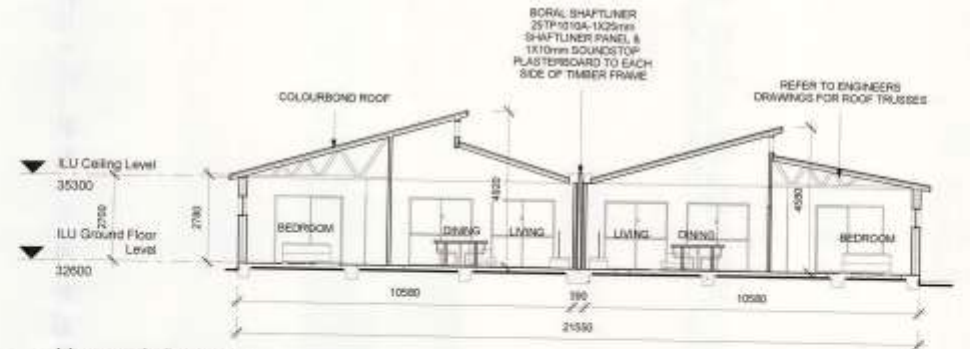 BORAL SHAFTLINER
25TP1010A-1X25mm
SHAFTLINER PANEL &
1X10mm SOUNDSTOP
PLASTERBOARD TO EACH
SIDE OF TIMBER FRAME
COLOURBOND ROOF
REFER TO ENGINEERS
DRAWINGS FOR ROOF TRUSSES
ILU Ceiling Level
35300
2700
2780
4920
4580
ILU Ground Floor
Level
32600
BEDROOM
DINING
LIVING
LIVING
DINING
BEDROOM
10580
390
10580
21550